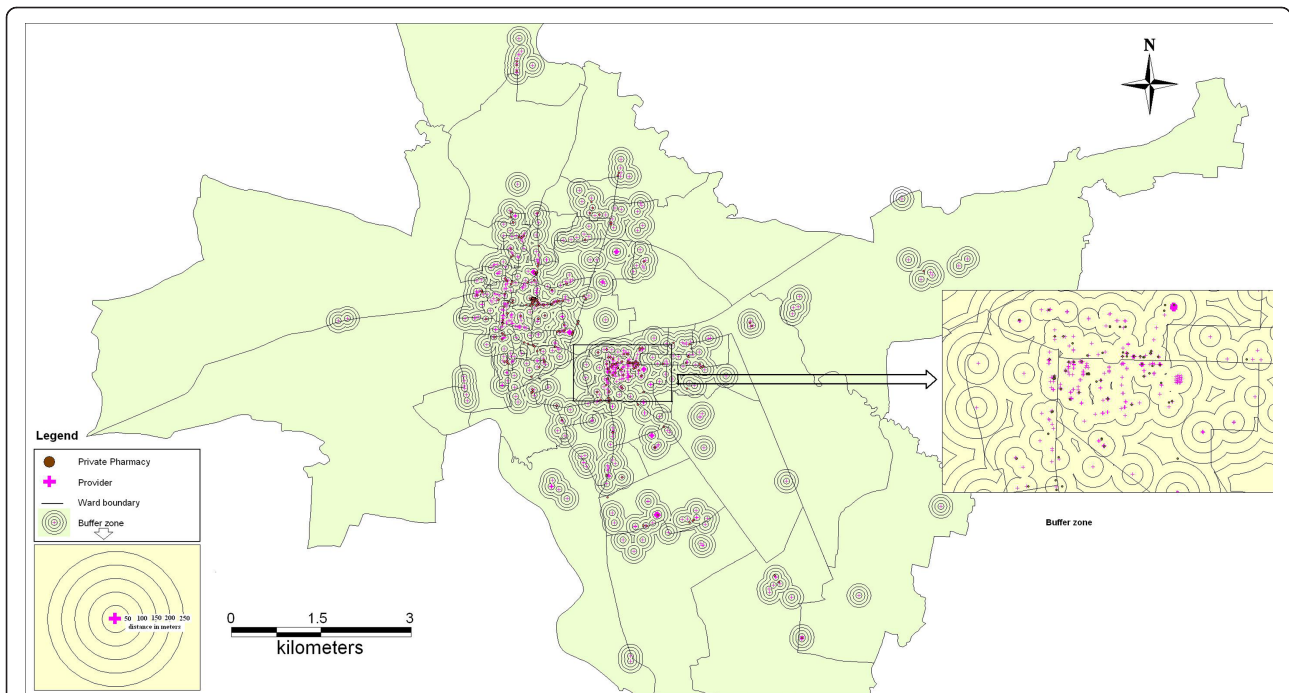 N
Legend
Private Pharmacy
Provider
Ward boundary
Buffer zone
50 100 150 200 250
distance in meters
0 1.5 3
kilometers
Buffer zone